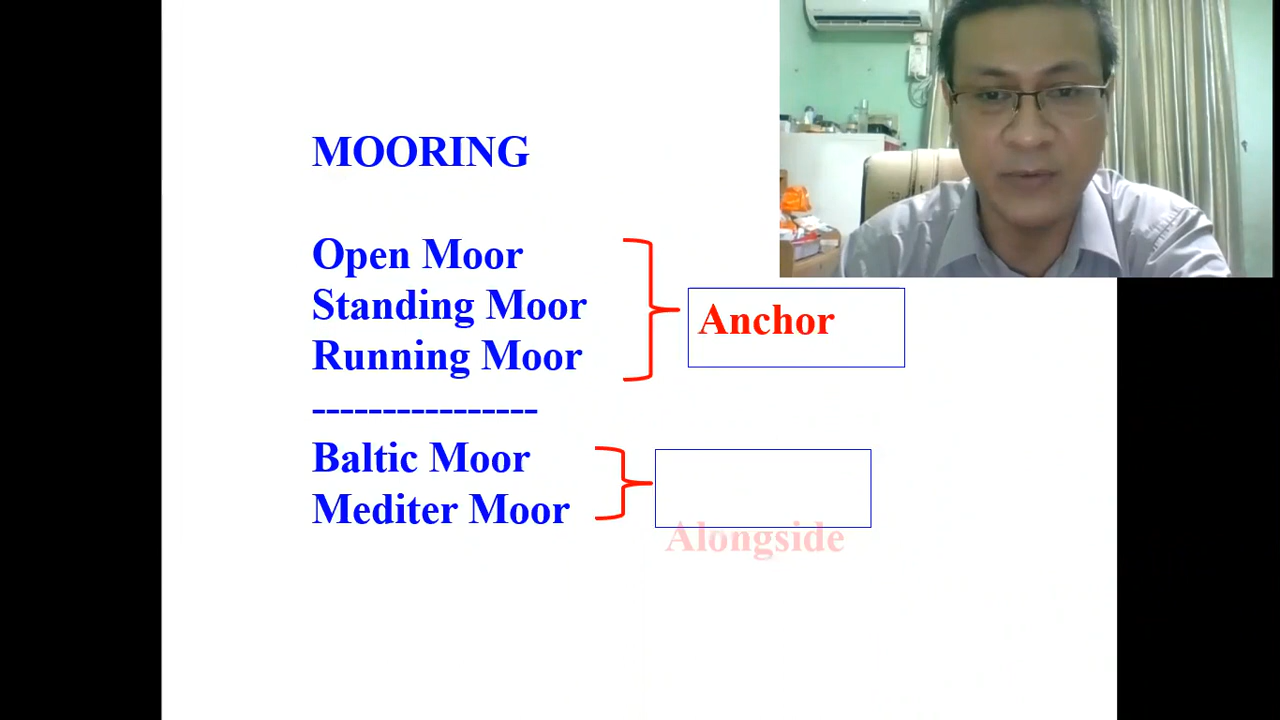 MOORING
Open Moor
Standing Moor
Running Moor
Anchor
----------------
Baltic Moor
Mediter Moor
Alongside